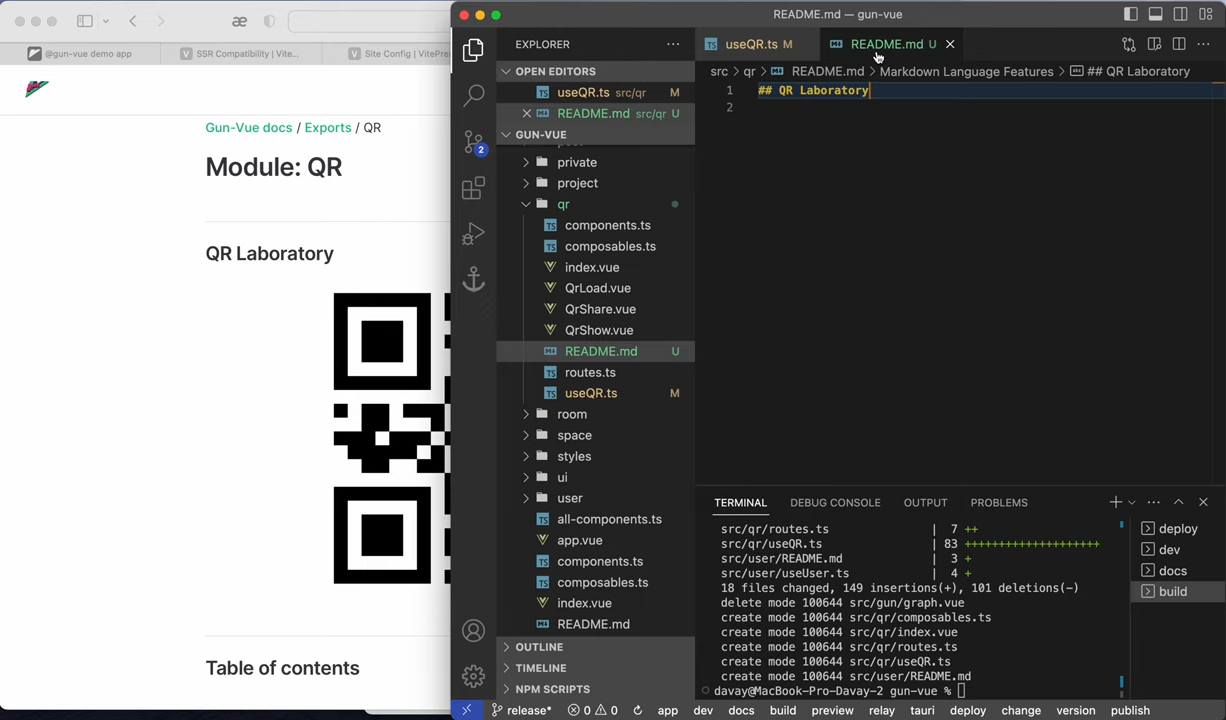 æ
@gun-vue demo app
SSR Compatibility | Vite...
Site Config | VitePres
Gun-Vue docs / Exports / QR
Module: QR
QR Laboratory
Table of contents
README.md — gun-vue
EXPLORER
OPEN EDITORS
useQR.ts src/qr M
README.md src/qr U
GUN-VUE
private
project
qr
components.ts
composables.ts
index.vue
QrLoad.vue
QrShare.vue
QrShow.vue
README.md U
routes.ts
useQR.ts M
room
space
styles
ui
user
all-components.ts
app.vue
components.ts
composables.ts
index.vue
README.md
OUTLINE
TIMELINE
NPM SCRIPTS
2
useQR.ts M
README.md U
src > qr > README.md > Markdown Language Features > ## QR Laboratory
1 ## QR Laboratory
2
TERMINAL DEBUG CONSOLE OUTPUT PROBLEMS
src/qr/routes.ts | 7 ++
src/qr/useQR.ts | 83 ++++++++++++++++++++
src/user/README.md | 3 +
src/user/useUser.ts | 4 +
18 files changed, 149 insertions(+), 101 deletions(-)
delete mode 100644 src/gun/graph.vue
create mode 100644 src/qr/composables.ts
create mode 100644 src/qr/index.vue
create mode 100644 src/qr/routes.ts
create mode 100644 src/qr/useQR.ts
create mode 100644 src/user/README.md
davay@MacBook-Pro-Davay-2 gun-vue %
deploy
dev
docs
build
release* 0 0 app dev docs build preview relay tauri deploy change version publish